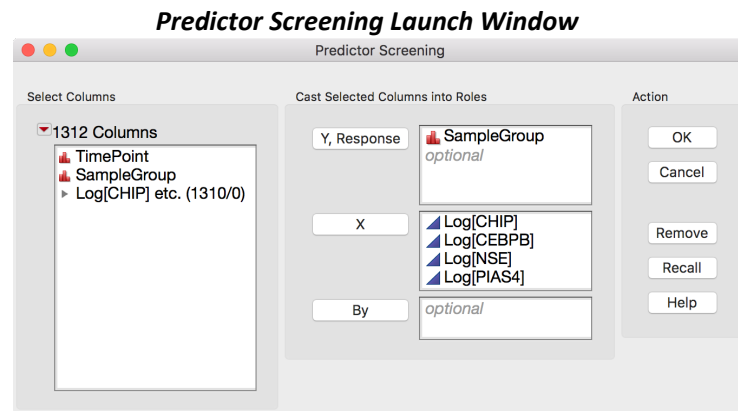 Predictor Screening Launch Window
Predictor Screening
Select Columns
1312 Columns
TimePoint
SampleGroup
Log[CHIP] etc. (1310/0)
Cast Selected Columns into Roles
Y, Response
SampleGroup
optional
X
Log[CHIP]
Log[CEBPB]
Log[NSE]
Log[PIAS4]
By
optional
Action
OK
Cancel
Remove
Recall
Help